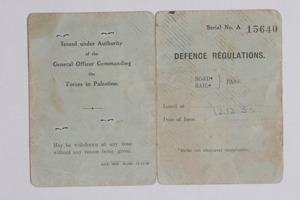 Issued under Authority
of the
General Officer Commanding
the
Forces in Palestine.
May be withdrawn at any time
without any reason being given.
Serial No. A 15640
DEFENCE REGULATIONS.
ROAD*
RAIL*
} PASS.
Issued at
Date of Issue
*Strike out whichever inapplicable.